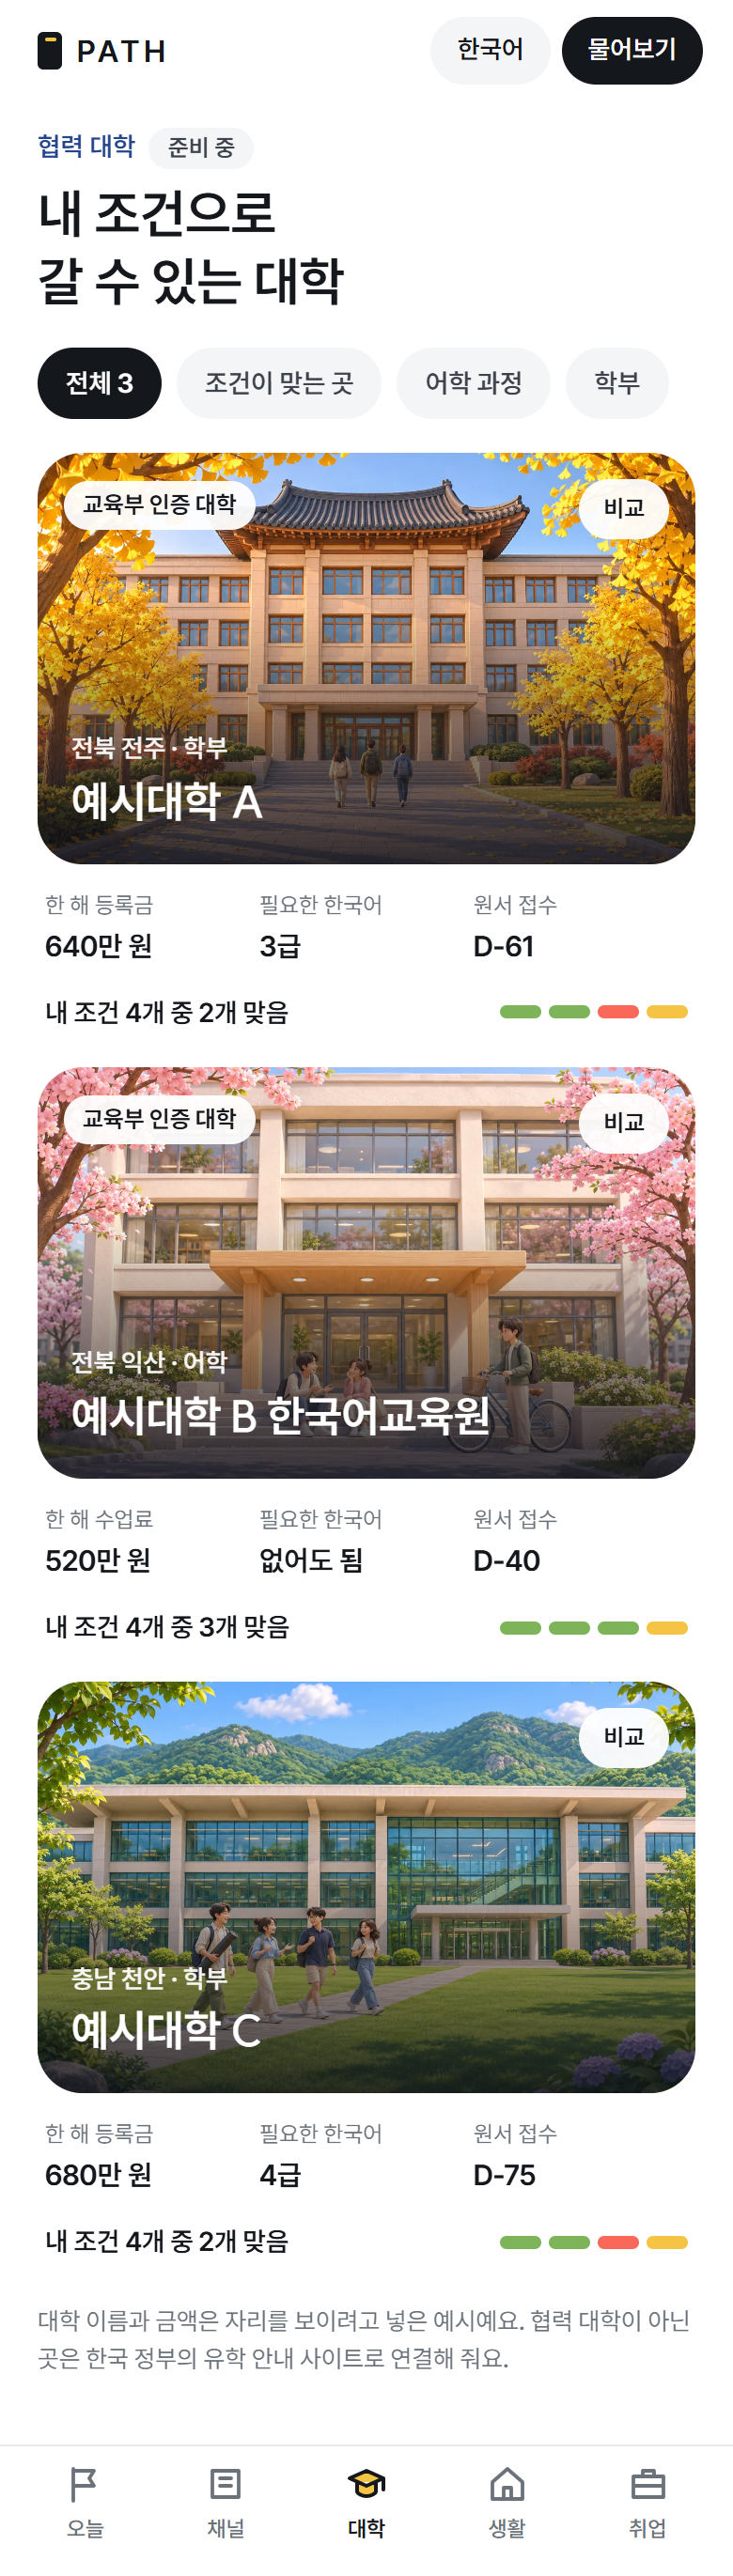 PATH
한국어
물어보기
협력 대학
준비 중
내 조건으로
갈 수 있는 대학
전체 3
조건이 맞는 곳
어학 과정
학부
교육부 인증 대학
비교
전북 전주 · 학부
예시대학 A
한 해 등록금
필요한 한국어
원서 접수
640만 원
3급
D-61
내 조건 4개 중 2개 맞음
교육부 인증 대학
비교
전북 익산 · 어학
예시대학 B 한국어교육원
한 해 수업료
필요한 한국어
원서 접수
520만 원
없어도 됨
D-40
내 조건 4개 중 3개 맞음
비교
충남 천안 · 학부
예시대학 C
한 해 등록금
필요한 한국어
원서 접수
680만 원
4급
D-75
내 조건 4개 중 2개 맞음
대학 이름과 금액은 자리를 보이려고 넣은 예시예요. 협력 대학이 아닌
곳은 한국 정부의 유학 안내 사이트로 연결해 줘요.
오늘
채널
대학
생활
취업